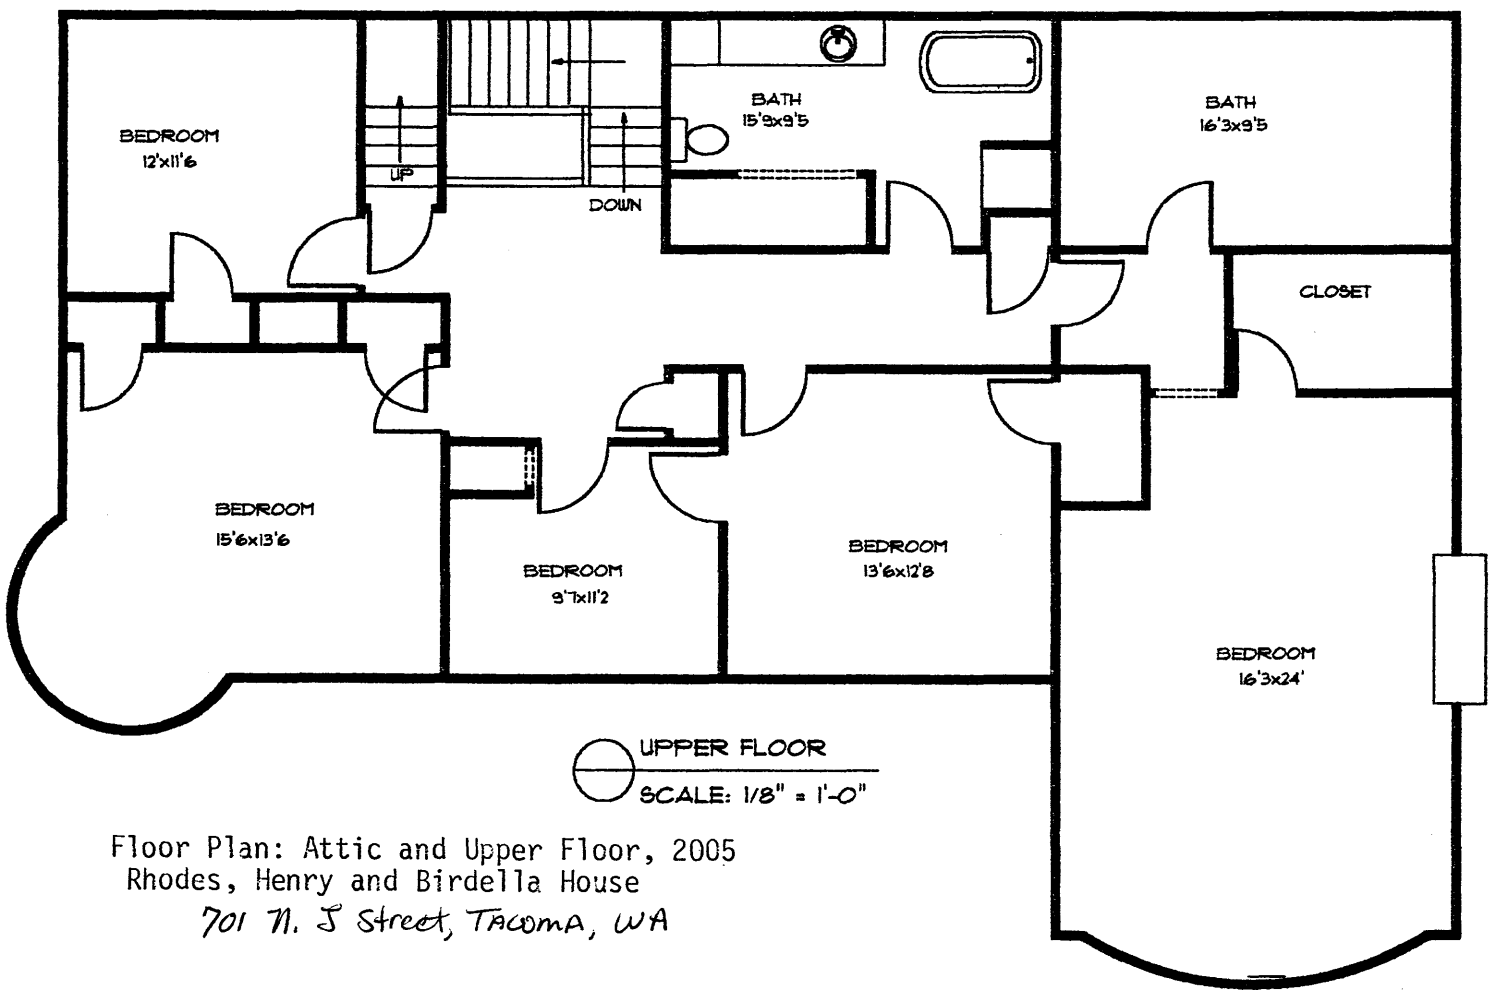 BEDROOM
12'x11'6
UP
DOWN
BATH
15'9x9'5
BATH
16'3x9'5
CLOSET
BEDROOM
15'6x13'6
BEDROOM
9'7x11'2
BEDROOM
13'6x12'8
BEDROOM
16'3x24'
UPPER FLOOR
SCALE: 1/8" = 1'-0"
Floor Plan: Attic and Upper Floor, 2005
Rhodes, Henry and Birdella House
701 N. J Street, TACOMA, WA